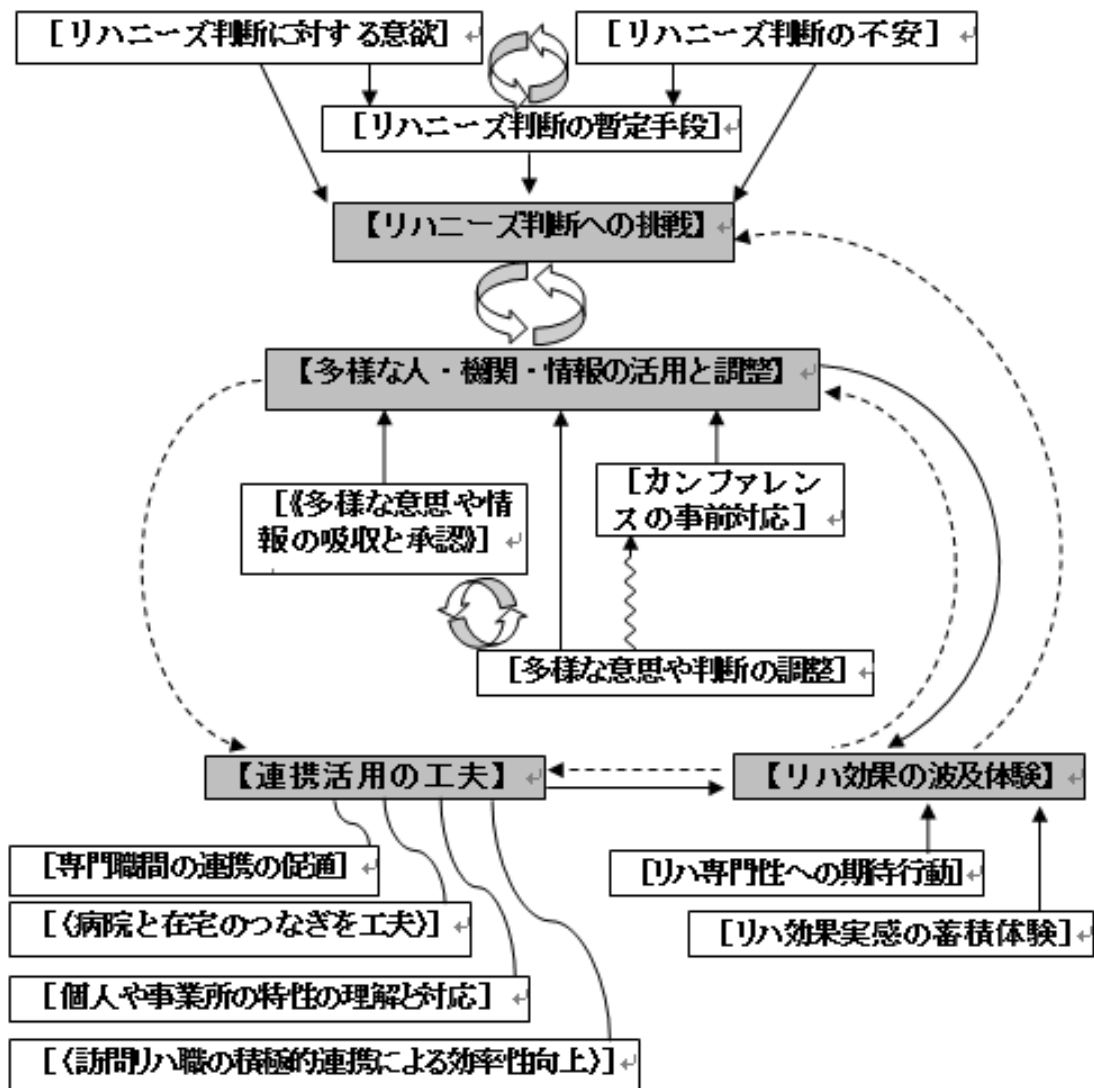 [リハニーズ判断に対する意欲]↵
[リハニーズ判断の不安]↵
[リハニーズ判断の暫定手段]↵
【リハニーズ判断への挑戦】↵
【多様な人・機関・情報の活用と調整】↵
[《多様な意思や情
報の吸収と承認》]↵
[カンファレン
スの事前対応]↵
[多様な意思や判断の調整]↵
【連携活用の工夫】↵
【リハ効果の波及体験】↵
[専門職間の連携の促通]↵
[〈病院と在宅のつなぎを工夫〉]↵
[個人や事業所の特性の理解と対応]↵
[〈訪問リハ職の積極的連携による効率性向上〉]↵
[リハ専門性への期待行動]↵
[リハ効果実感の蓄積体験]↵